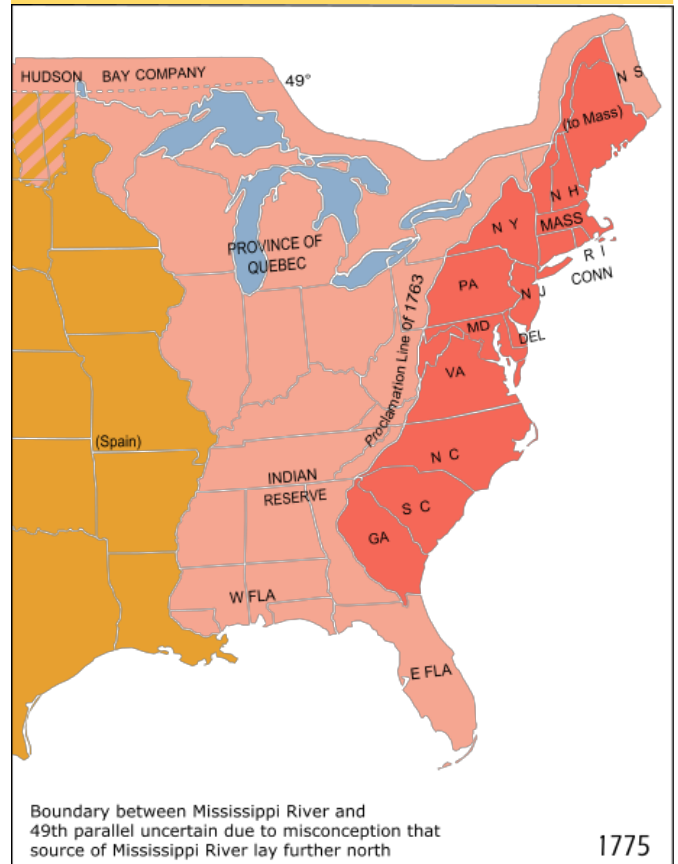 HUDSON BAY COMPANY
49°
N S
(to Mass)
N H
N Y
MASS
R I
CONN
PROVINCE OF
QUEBEC
PA
N J
Proclamation Line of 1763
MD
DEL
VA
(Spain)
N C
INDIAN
RESERVE
S C
GA
W FLA
E FLA
Boundary between Mississippi River and
49th parallel uncertain due to misconception that
source of Mississippi River lay further north
1775